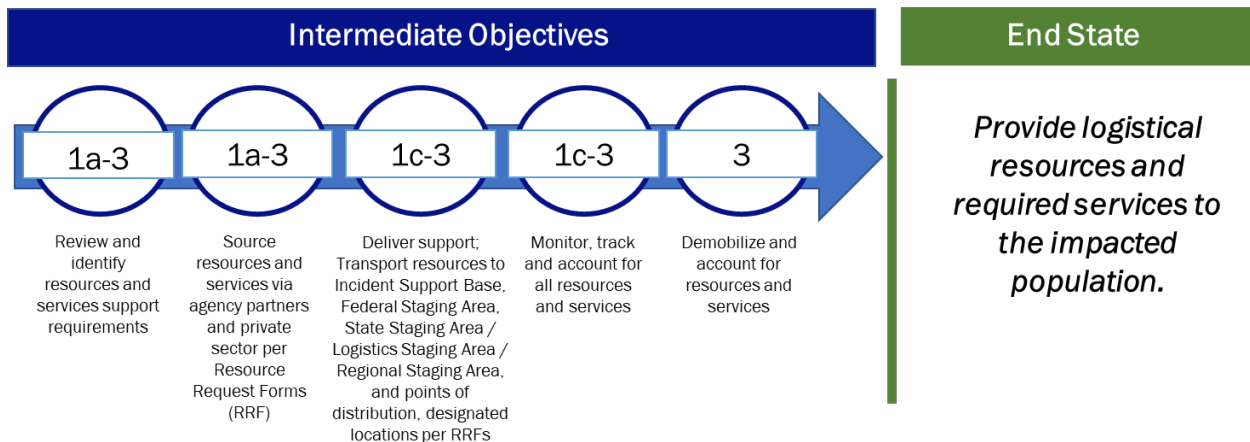 Intermediate Objectives
End State
1a-3
1a-3
1c-3
1c-3
3
Review and
identify
resources and
services support
requirements
Source
resources and
services via
agency partners
and private
sector per
Resource
Request Forms
(RRF)
Deliver support;
Transport resources to
Incident Support Base,
Federal Staging Area,
State Staging Area /
Logistics Staging Area /
Regional Staging Area,
and points of
distribution, designated
locations per RRFs
Monitor, track
and account for
all resources
and services
Demobilize and
account for
resources and
services
Provide logistical
resources and
required services to
the impacted
population.